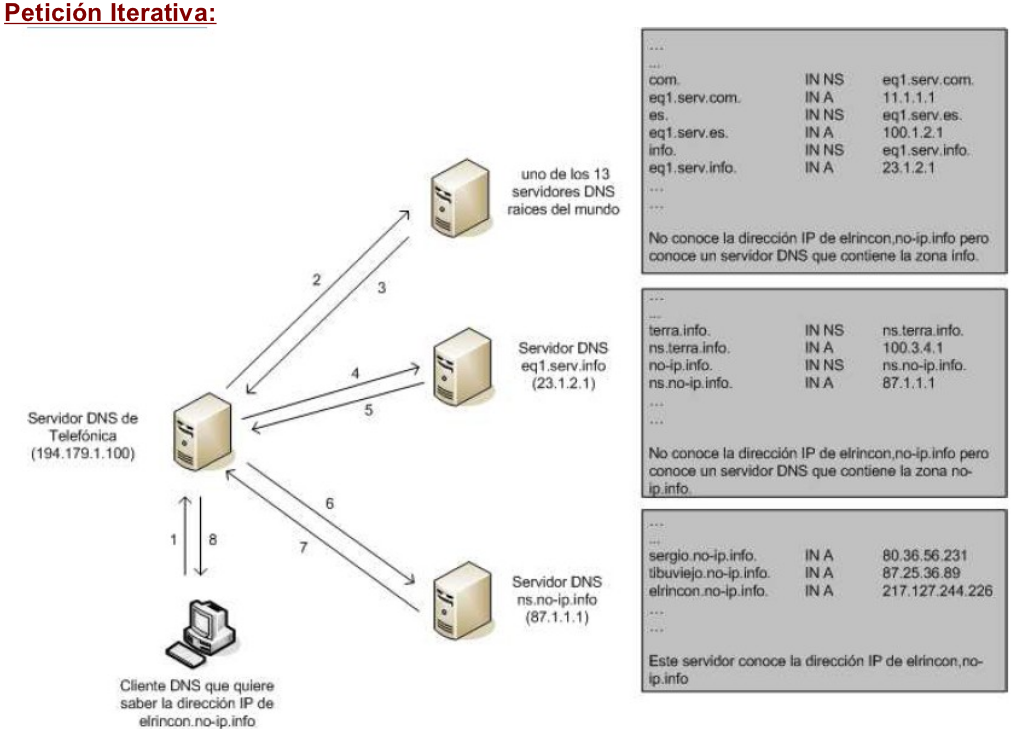 Petición Iterativa:
...
...
com. IN NS eq1.serv.com.
eq1.serv.com. IN A 11.1.1.1
es. IN NS eq1.serv.es.
eq1.serv.es. IN A 100.1.2.1
info. IN NS eq1.serv.info.
eq1.serv.info. IN A 23.1.2.1
...
...
No conoce la dirección IP de elrincon,no-ip.info pero
conoce un servidor DNS que contiene la zona info.
uno de los 13
servidores DNS
raices del mundo
2
3
...
...
terra.info. IN NS ns.terra.info.
ns.terra.info. IN A 100.3.4.1
no-ip.info. IN NS ns.no-ip.info.
ns.no-ip.info. IN A 87.1.1.1
...
...
No conoce la dirección IP de elrincon,no-ip.info pero
conoce un servidor DNS que contiene la zona no-
ip.info.
Servidor DNS
eq1.serv.info
(23.1.2.1)
4
5
Servidor DNS de
Telefónica
(194.179.1.100)
6
7
1
8
...
...
sergio.no-ip.info. IN A 80.36.56.231
tibuviejo.no-ip.info. IN A 87.25.36.89
elrincon.no-ip.info. IN A 217.127.244.226
...
...
Este servidor conoce la dirección IP de elrincon,no-
ip.info
Servidor DNS
ns.no-ip.info
(87.1.1.1)
Cliente DNS que quiere
saber la dirección IP de
elrincon.no-ip.info